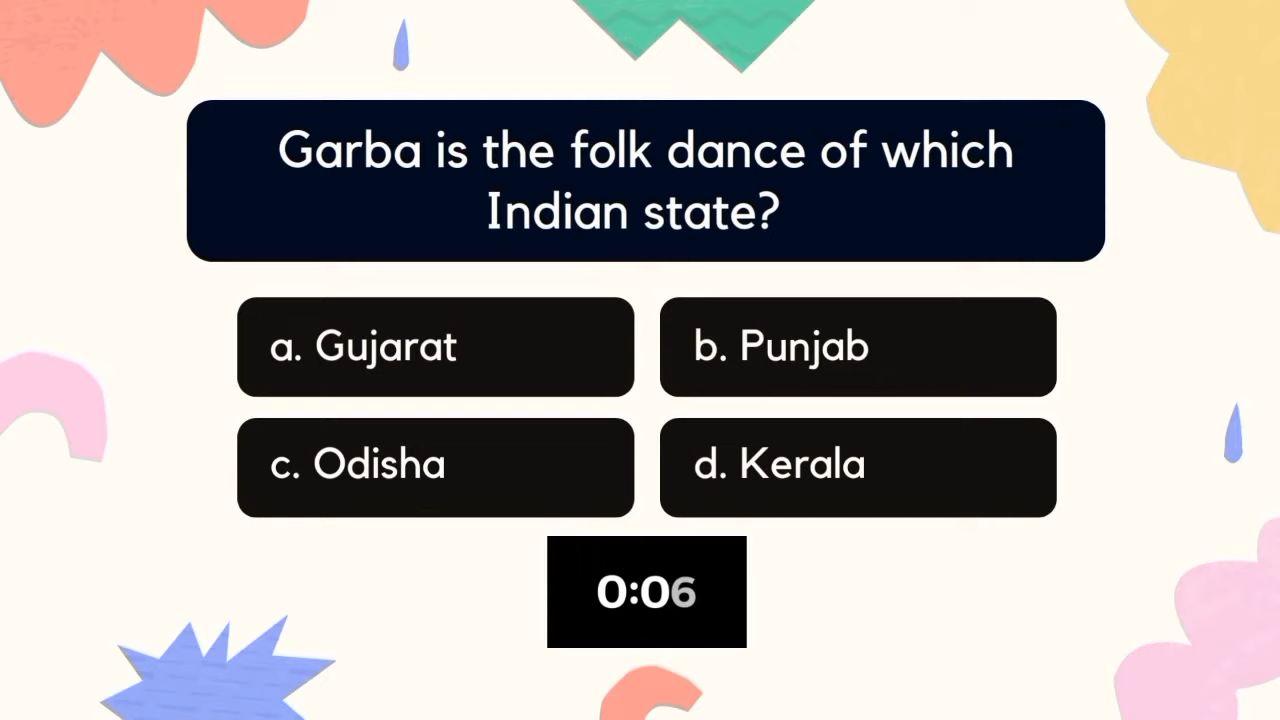 Garba is the folk dance of which
Indian state?
a. Gujarat
b. Punjab
c. Odisha
d. Kerala
0:06